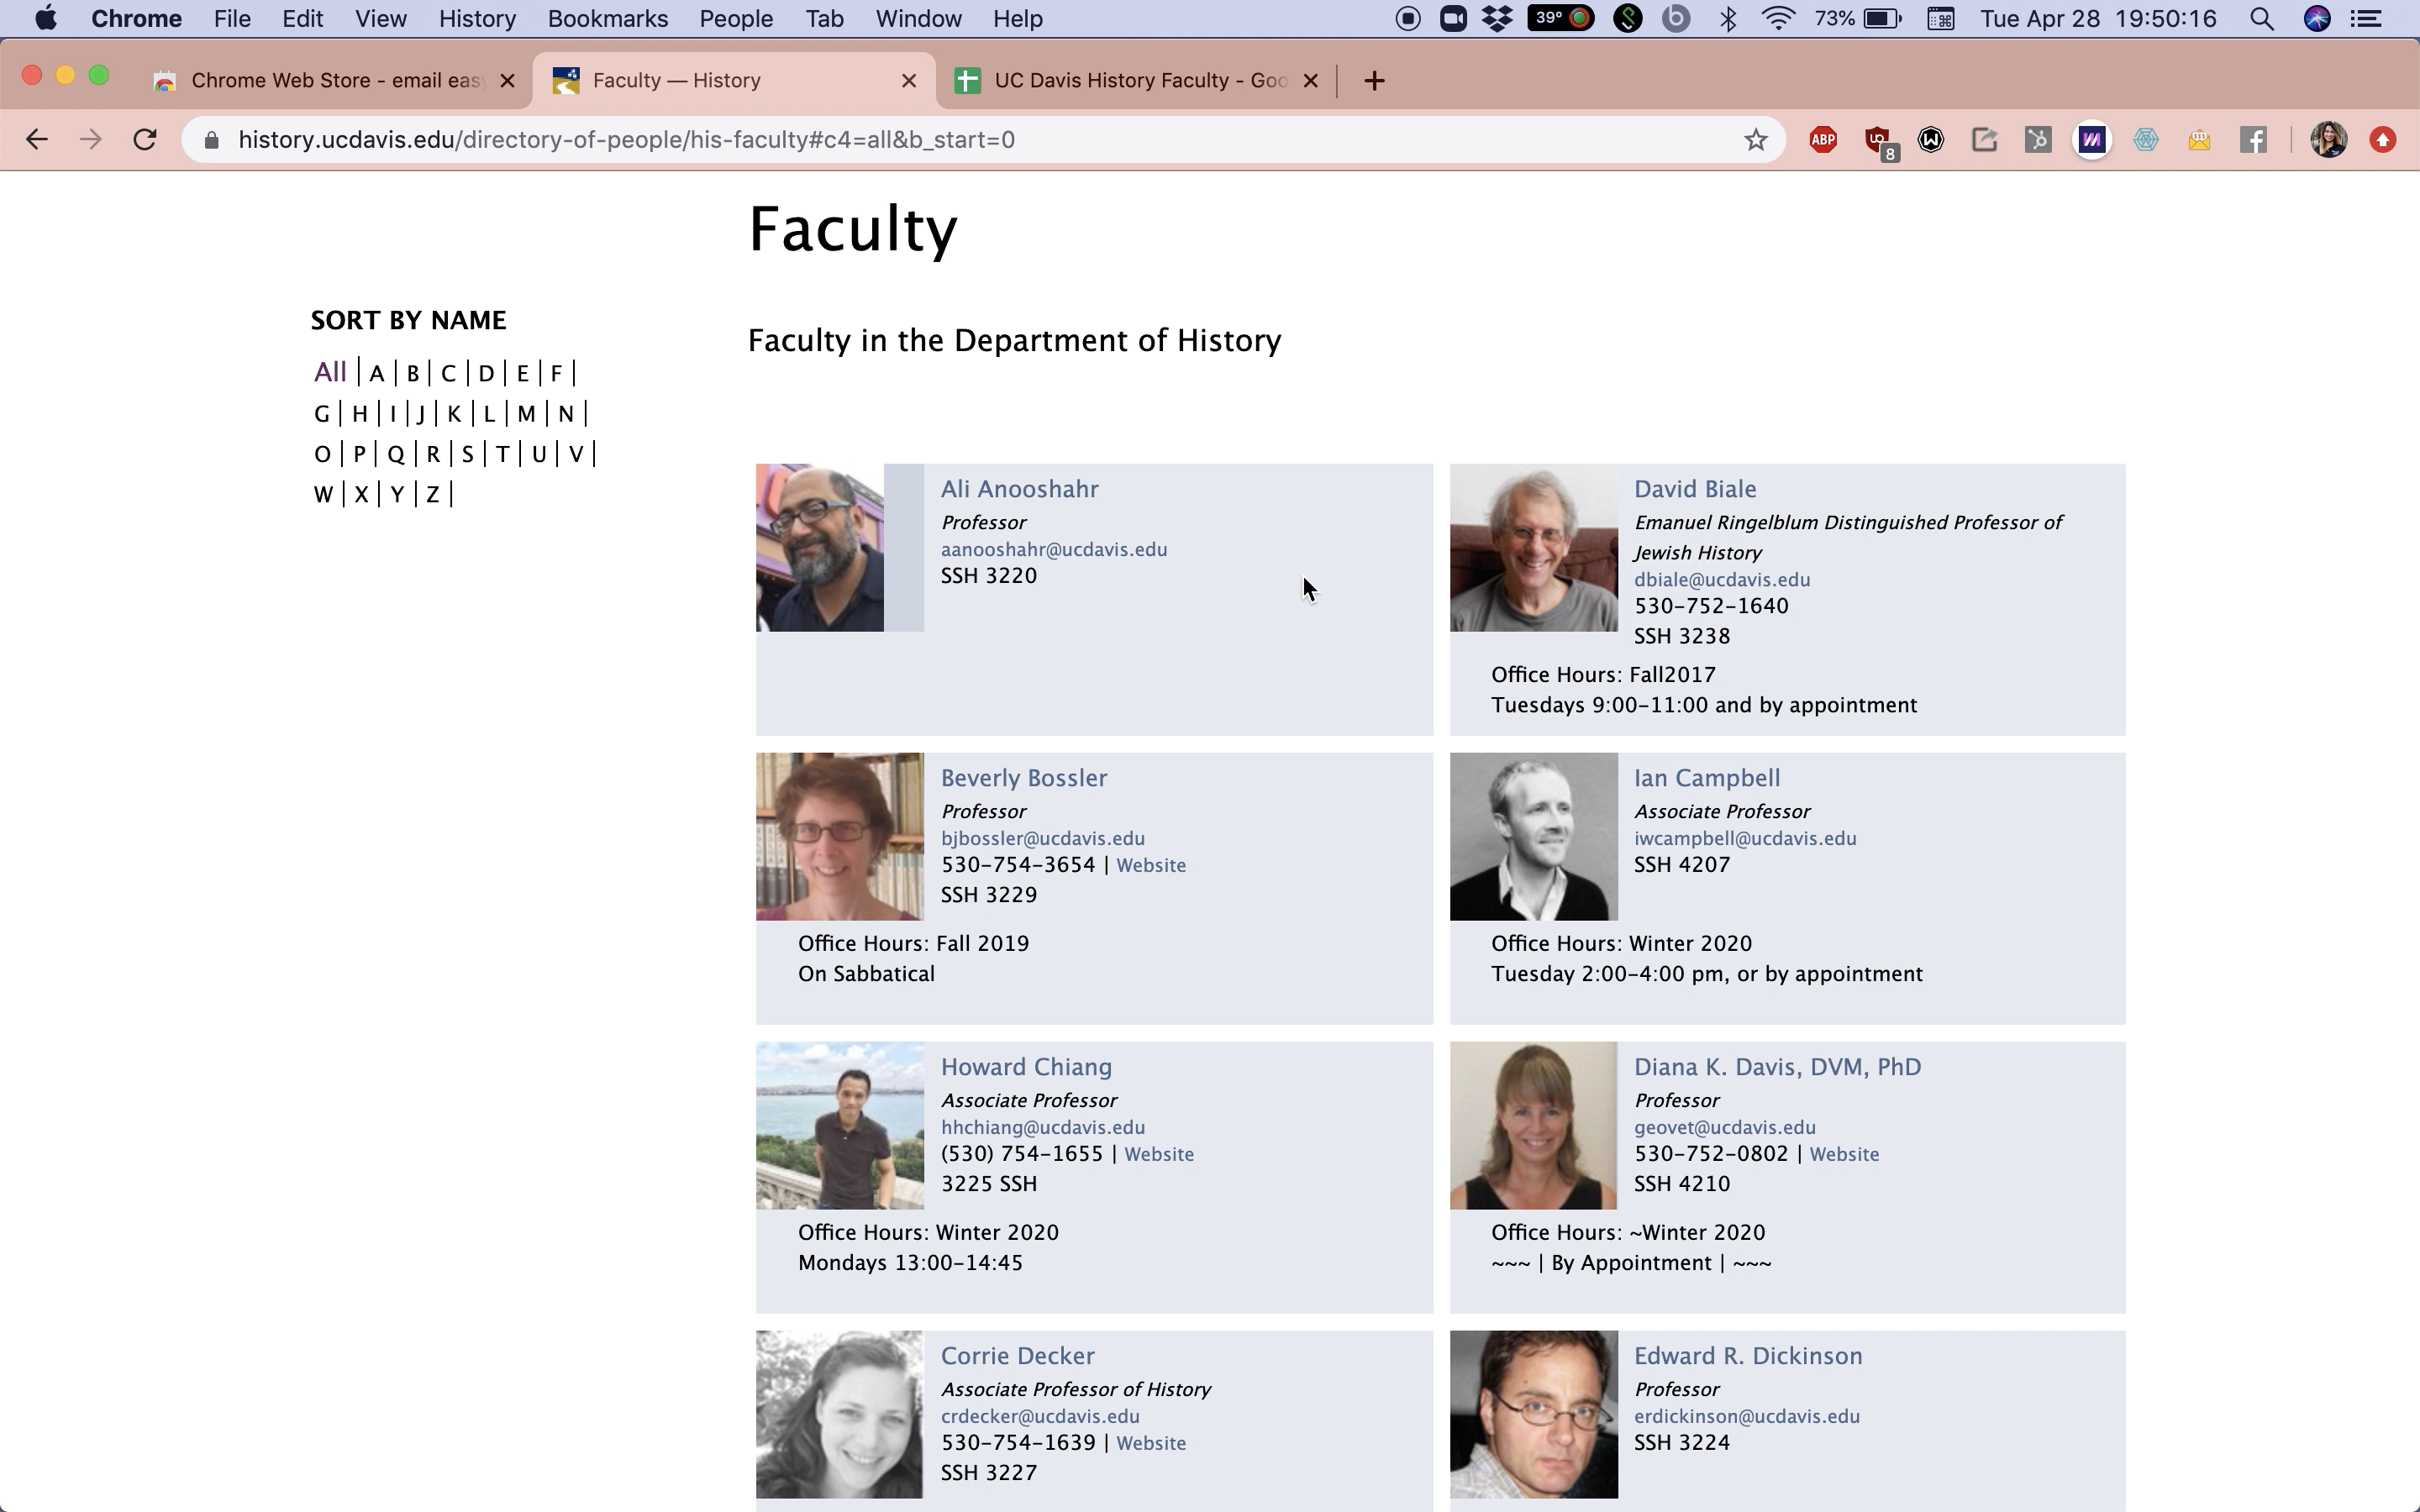 Chrome File Edit View History Bookmarks People Tab Window Help 39° 73% Tue Apr 28 19:50:16
Chrome Web Store - email easy Faculty — History UC Davis History Faculty - Goo
history.ucdavis.edu/directory-of-people/his-faculty#c4=all&b_start=0 ABP 8
Faculty
SORT BY NAME
All | A | B | C | D | E | F |
G | H | I | J | K | L | M | N |
O | P | Q | R | S | T | U | V |
W | X | Y | Z |
Faculty in the Department of History
Ali Anooshahr
Professor
aanooshahr@ucdavis.edu
SSH 3220
David Biale
Emanuel Ringelblum Distinguished Professor of
Jewish History
dbiale@ucdavis.edu
530-752-1640
SSH 3238
Office Hours: Fall2017
Tuesdays 9:00-11:00 and by appointment
Beverly Bossler
Professor
bjbossler@ucdavis.edu
530-754-3654 | Website
SSH 3229
Office Hours: Fall 2019
On Sabbatical
Ian Campbell
Associate Professor
iwcampbell@ucdavis.edu
SSH 4207
Office Hours: Winter 2020
Tuesday 2:00-4:00 pm, or by appointment
Howard Chiang
Associate Professor
hhchiang@ucdavis.edu
(530) 754-1655 | Website
3225 SSH
Office Hours: Winter 2020
Mondays 13:00-14:45
Diana K. Davis, DVM, PhD
Professor
geovet@ucdavis.edu
530-752-0802 | Website
SSH 4210
Office Hours: ~Winter 2020
~~~ | By Appointment | ~~~
Corrie Decker
Associate Professor of History
crdecker@ucdavis.edu
530-754-1639 | Website
SSH 3227
Edward R. Dickinson
Professor
erdickinson@ucdavis.edu
SSH 3224